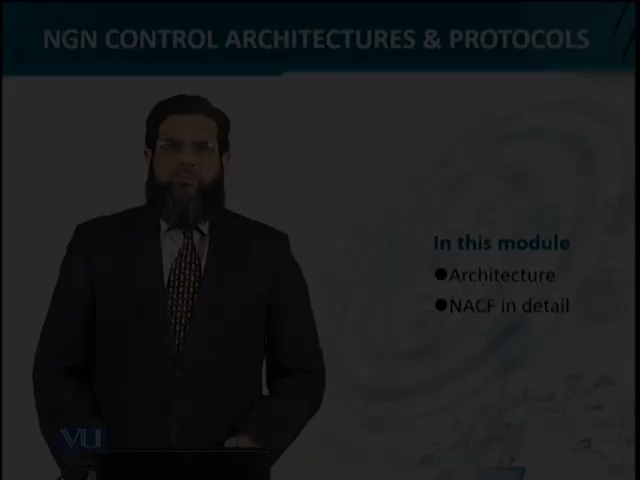 NGN CONTROL ARCHITECTURES & PROTOCOLS
In this module
●Architecture
●NACF in detail
VU